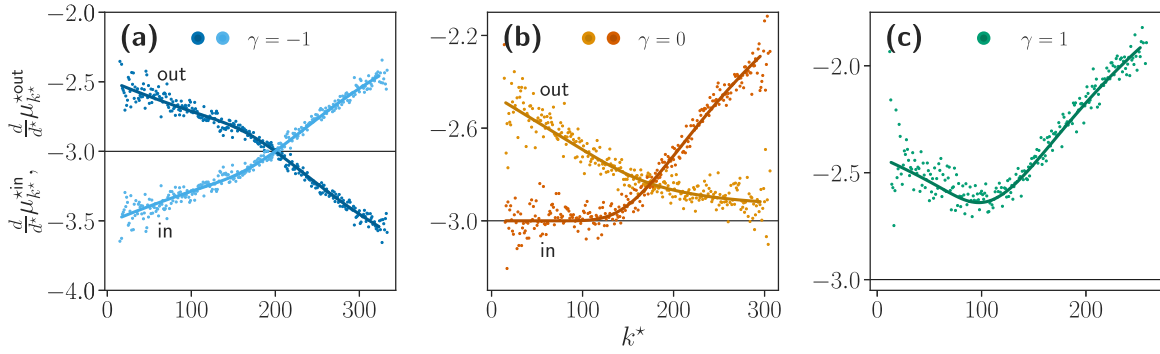 (a) γ = −1
out
in
−2.0
−2.5
−3.0
−3.5
−4.0
0 100 200 300
d/d⋆ μ⋆in k⋆ , d/d⋆ μ⋆out k⋆
(b) γ = 0
out
in
−2.2
−2.6
−3.0
0 100 200 300
k⋆
(c) γ = 1
−2.0
−2.5
−3.0
0 100 200